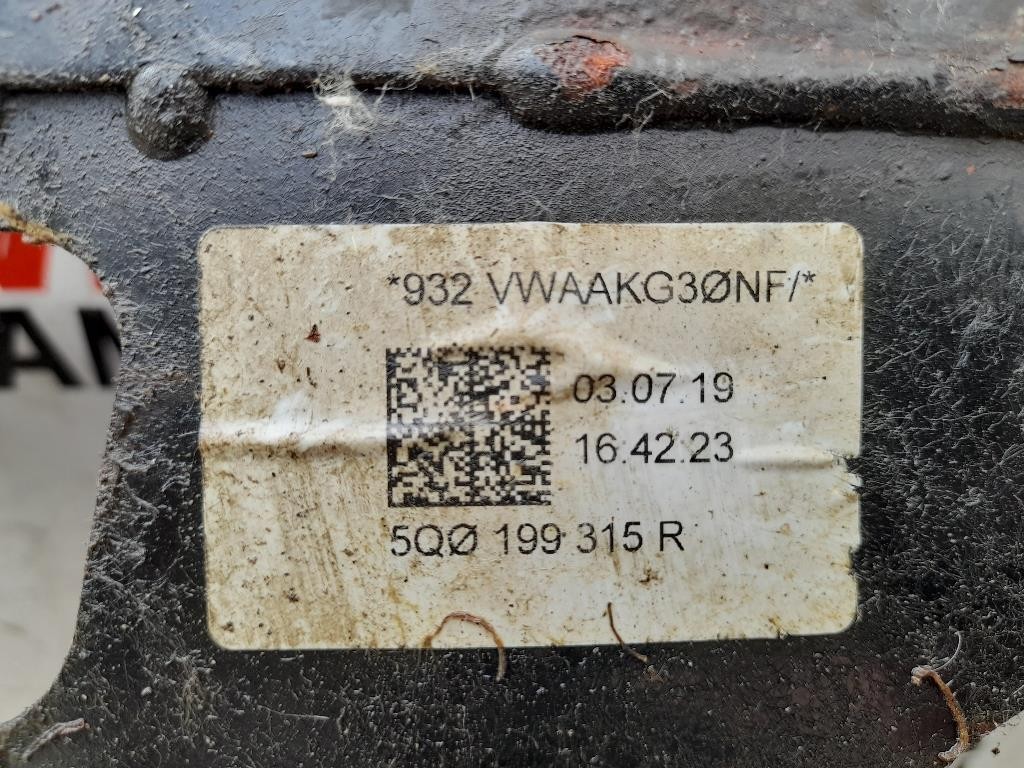 *932 VWAAKG3ØNF/*
03.07.19
16.42.23
5QØ 199 315 R